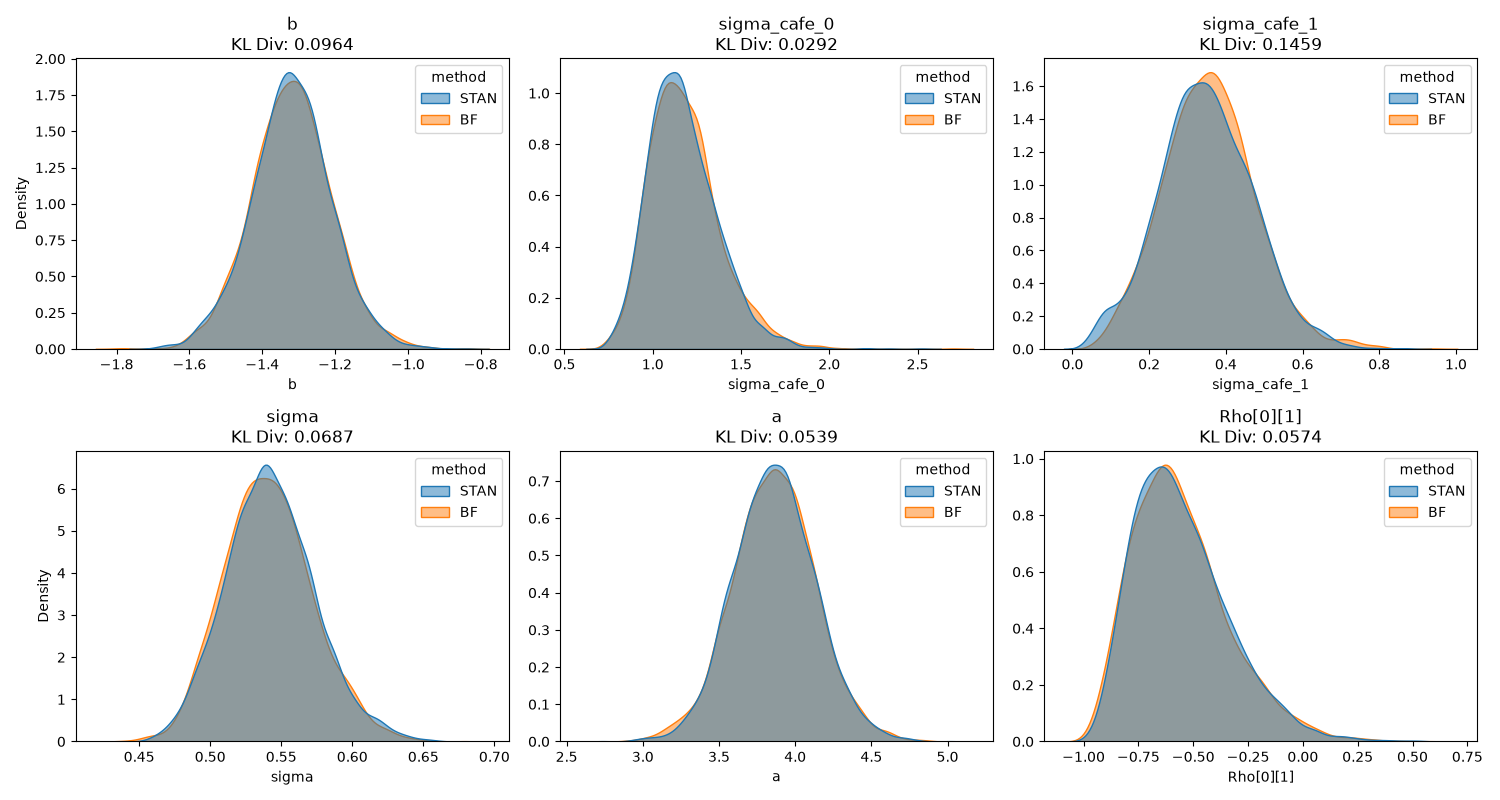 b
KL Div: 0.0964
method
STAN
BF
Density
2.00
1.75
1.50
1.25
1.00
0.75
0.50
0.25
0.00
−1.8 −1.6 −1.4 −1.2 −1.0 −0.8
b
sigma_cafe_0
KL Div: 0.0292
method
STAN
BF
1.0
0.8
0.6
0.4
0.2
0.0
0.5 1.0 1.5 2.0 2.5
sigma_cafe_0
sigma_cafe_1
KL Div: 0.1459
method
STAN
BF
1.6
1.4
1.2
1.0
0.8
0.6
0.4
0.2
0.0
0.0 0.2 0.4 0.6 0.8 1.0
sigma_cafe_1
sigma
KL Div: 0.0687
method
STAN
BF
Density
6
5
4
3
2
1
0
0.45 0.50 0.55 0.60 0.65 0.70
sigma
a
KL Div: 0.0539
method
STAN
BF
0.7
0.6
0.5
0.4
0.3
0.2
0.1
0.0
2.5 3.0 3.5 4.0 4.5 5.0
a
Rho[0][1]
KL Div: 0.0574
method
STAN
BF
1.0
0.8
0.6
0.4
0.2
0.0
−1.00 −0.75 −0.50 −0.25 0.00 0.25 0.50 0.75
Rho[0][1]